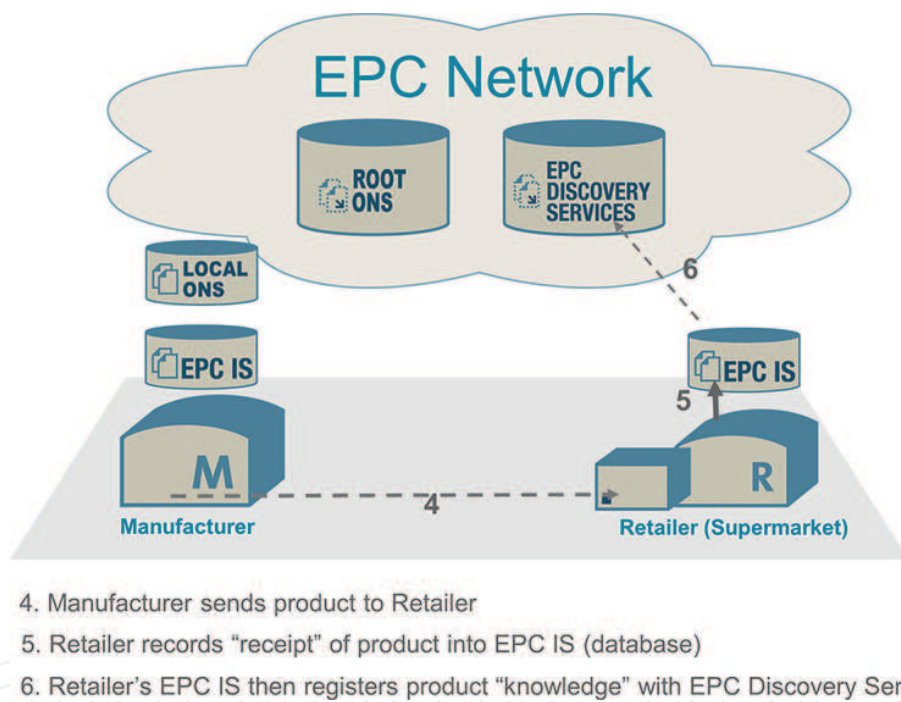 EPC Network
ROOT
ONS
EPC
DISCOVERY
SERVICES
LOCAL
ONS
6
EPC IS
EPC IS
5
M
R
4
Manufacturer
Retailer (Supermarket)
4. Manufacturer sends product to Retailer
5. Retailer records “receipt” of product into EPC IS (database)
6. Retailer’s EPC IS then registers product “knowledge” with EPC Discovery Ser